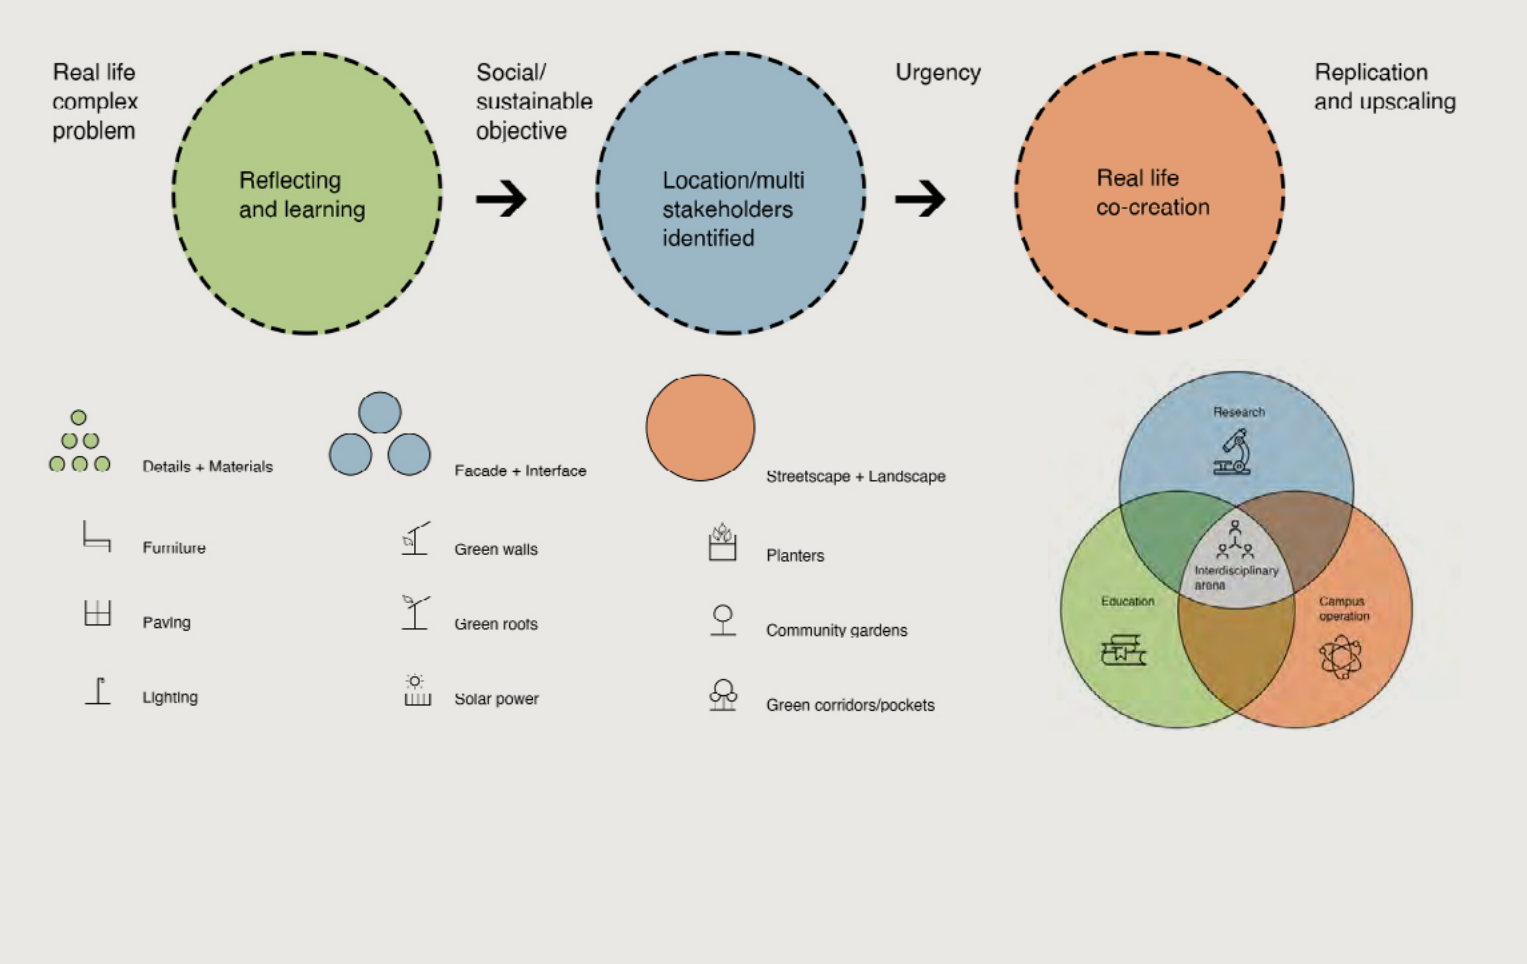 Real life
complex
problem
Reflecting
and learning
Social/
sustainable
objective
Location/multi
stakeholders
identified
Urgency
Real life
co-creation
Replication
and upscaling
Details + Materials
Furniture
Paving
Lighting
Facade + Interface
Green walls
Green roofs
Solar power
Streetscape + Landscape
Planters
Community gardens
Green corridors/pockets
Research
Interdisciplinary
arena
Education
Campus
operation